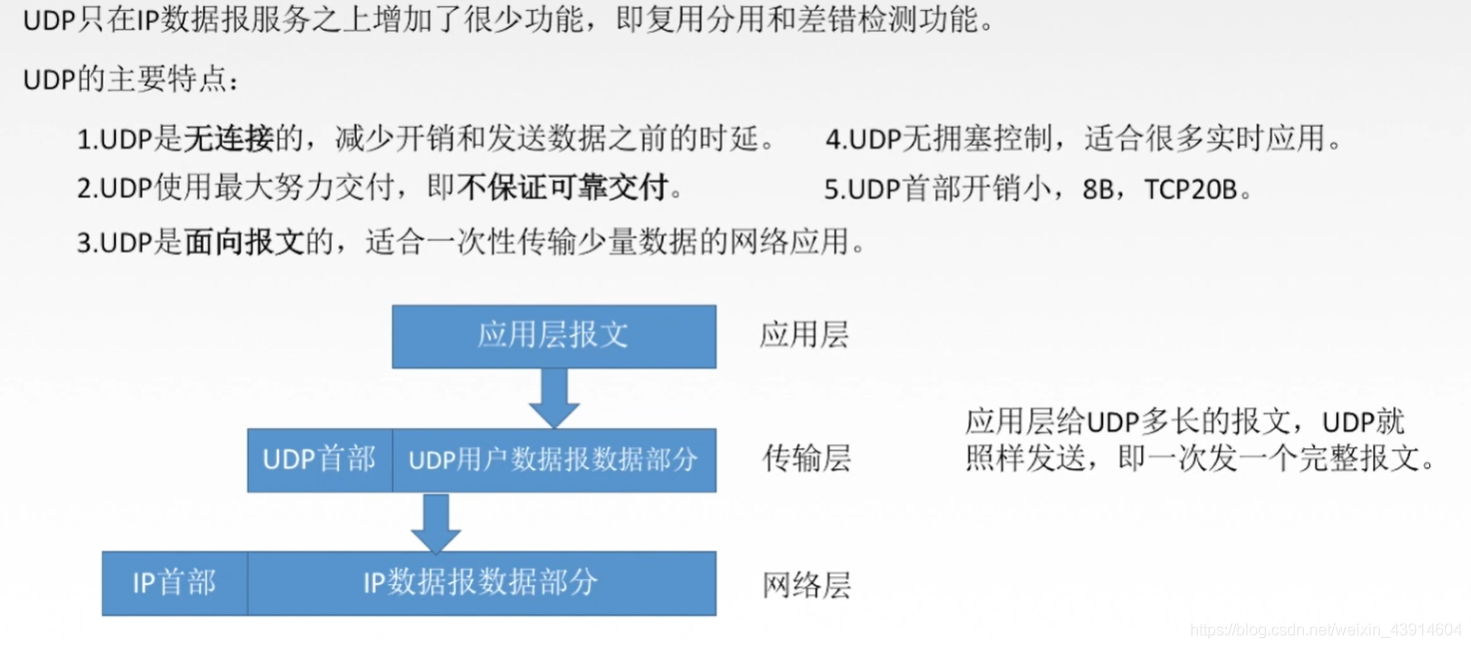 UDP只在IP数据报服务之上增加了很少功能，即复用分用和差错检测功能。
UDP的主要特点：
1.UDP是无连接的，减少开销和发送数据之前的时延。
2.UDP使用最大努力交付，即不保证可靠交付。
3.UDP是面向报文的，适合一次性传输少量数据的网络应用。
4.UDP无拥塞控制，适合很多实时应用。
5.UDP首部开销小，8B，TCP20B。
应用层报文
应用层
UDP首部
UDP用户数据报数据部分
传输层
应用层给UDP多长的报文，UDP就
照样发送，即一次发一个完整报文。
IP首部
IP数据报数据部分
网络层
https://blog.csdn.net/weixin_43914604